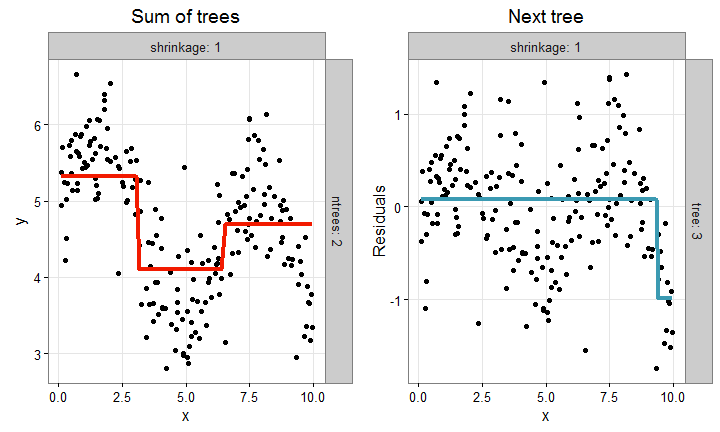 Sum of trees
shrinkage: 1
y
6
5
4
3
0.0 2.5 5.0 7.5 10.0
x
ntrees: 2
Next tree
shrinkage: 1
Residuals
1
0
-1
0.0 2.5 5.0 7.5 10.0
x
tree: 3